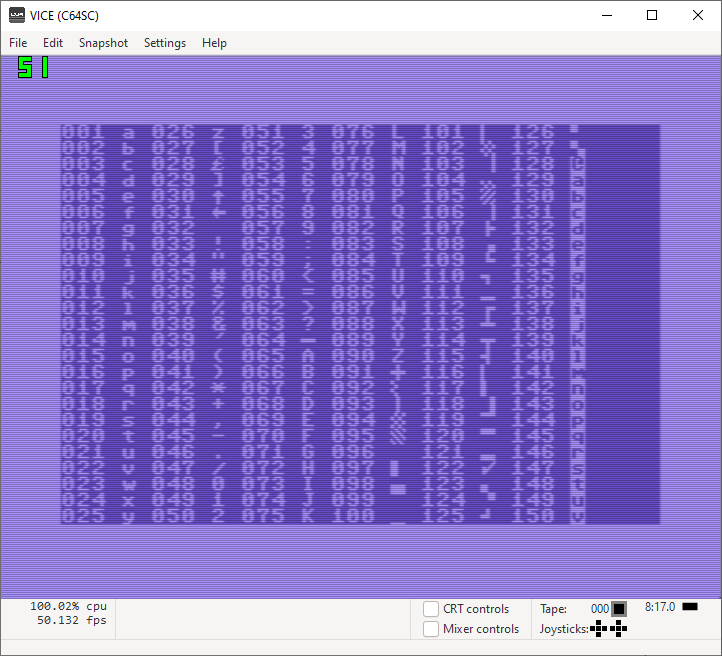 VICE (C64SC)
File Edit Snapshot Settings Help
51
001 a 026 z 051 3 076 L 101 ▏ 126 ▘
002 b 027 [ 052 4 077 M 102 ▒ 127 ▚
003 c 028 £ 053 5 078 N 103 ▕ 128 @
004 d 029 ] 054 6 079 O 104 129 a
005 e 030 ↑ 055 7 080 P 105 130 b
006 f 031 ← 056 8 081 Q 106 131 c
007 g 032 057 9 082 R 107 ├ 132 d
008 h 033 ! 058 : 083 S 108 ▗ 133 e
009 i 034 " 059 ; 084 T 109 └ 134 f
010 j 035 # 060 < 085 U 110 ┐ 135 g
011 k 036 $ 061 = 086 V 111 ▂ 136 h
012 l 037 % 062 > 087 W 112 ┌ 137 i
013 m 038 & 063 ? 088 X 113 ┴ 138 j
014 n 039 ' 064 ─ 089 Y 114 ┬ 139 k
015 o 040 ( 065 A 090 Z 115 ┤ 140 l
016 p 041 ) 066 B 091 ┼ 116 ▎ 141 m
017 q 042 * 067 C 092 117 ▍ 142 n
018 r 043 + 068 D 093 │ 118 143 o
019 s 044 , 069 E 094 ▒ 119 144 p
020 t 045 - 070 F 095 120 145 q
021 u 046 . 071 G 096 121 ▃ 146 r
022 v 047 / 072 H 097 ▌ 122 ✓ 147 s
023 w 048 0 073 I 098 ▄ 123 ▖ 148 t
024 x 049 1 074 J 099 ▔ 124 ▝ 149 u
025 y 050 2 075 K 100 ▁ 125 ┘ 150 v
100.02% cpu
50.132 fps
CRT controls
Mixer controls
Tape: 000
Joysticks:
8:17.0